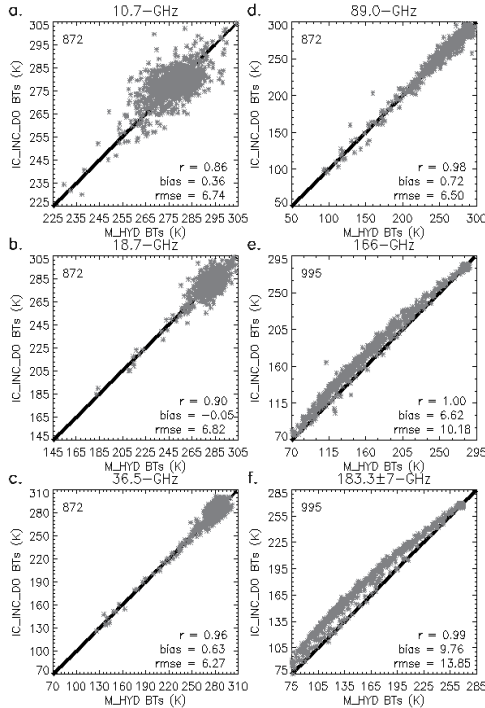 a. 10.7-GHz
IC_INC_DO BTs (K)
305
295
285
275
265
255
245
235
225
872
r = 0.86
bias = 0.36
rmse = 6.74
225 235 245 255 265 275 285 295 305
M_HYD BTs (K)
b. 18.7-GHz
IC_INC_DO BTs (K)
305
285
265
245
225
205
185
165
145
872
r = 0.90
bias = -0.05
rmse = 6.82
145 165 185 205 225 245 265 285 305
M_HYD BTs (K)
c. 36.5-GHz
IC_INC_DO BTs (K)
310
280
250
220
190
160
130
100
70
872
r = 0.96
bias = 0.63
rmse = 6.27
70 100 130 160 190 220 250 280 310
M_HYD BTs (K)
d. 89.0-GHz
IC_INC_DO BTs (K)
300
250
200
150
100
50
872
r = 0.98
bias = 0.72
rmse = 6.50
50 100 150 200 250 300
M_HYD BTs (K)
e. 166-GHz
IC_INC_DO BTs (K)
295
250
205
160
115
70
995
r = 1.00
bias = 6.62
rmse = 10.18
70 115 160 205 250 295
M_HYD BTs (K)
f. 183.3±7-GHz
IC_INC_DO BTs (K)
285
265
235
205
165
135
105
75
995
r = 0.99
bias = 9.76
rmse = 13.85
75 105 135 165 195 225 265 285
M_HYD BTs (K)